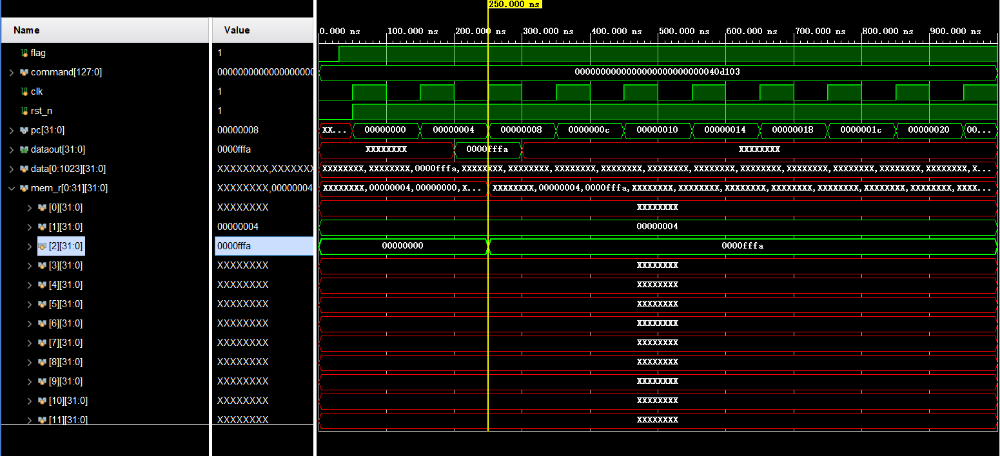 250.000 ns
Name Value
0.000 ns 100.000 ns 200.000 ns 300.000 ns 400.000 ns 500.000 ns 600.000 ns 700.000 ns 800.000 ns 900.000 ns
flag 1
command[127:0]
clk 1
rst_n 1
pc[31:0] 00000008 XX... 00000000 00000004 00000008 0000000c 00000010 00000014 00000018 0000001c 00000020 00...
dataout[31:0] 0000fffa XXXXXXXX 0000fffa XXXXXXXX
data[0:1023][31:0] XXXXXXXX,XXXXXXX XXXXXXXX,XXXXXXXX,0000fffa,XXXXXXXX,XXXXXXXX,XXXXXXXX,XXXXXXXX,XXXXXXXX,XXXXXXXX,XXXXXXXX,XXXXXXXX,XXXXXXXX,XXXXXXXX,XXXXXXXX,X...
mem_r[0:31][31:0] XXXXXXXX,00000004 XXXXXXXX,00000004,00000000,X... XXXXXXXX,00000004,0000fffa,XXXXXXXX,XXXXXXXX,XXXXXXXX,XXXXXXXX,XXXXXXXX,XXXXXXXX,XXXXXXXX,XXXX...
[0][31:0] XXXXXXXX XXXXXXXX
[1][31:0] 00000004 00000004
[2][31:0] 0000fffa 00000000 0000fffa
[3][31:0] XXXXXXXX XXXXXXXX
[4][31:0] XXXXXXXX XXXXXXXX
[5][31:0] XXXXXXXX XXXXXXXX
[6][31:0] XXXXXXXX XXXXXXXX
[7][31:0] XXXXXXXX XXXXXXXX
[8][31:0] XXXXXXXX XXXXXXXX
[9][31:0] XXXXXXXX XXXXXXXX
[10][31:0] XXXXXXXX XXXXXXXX
[11][31:0] XXXXXXXX XXXXXXXX